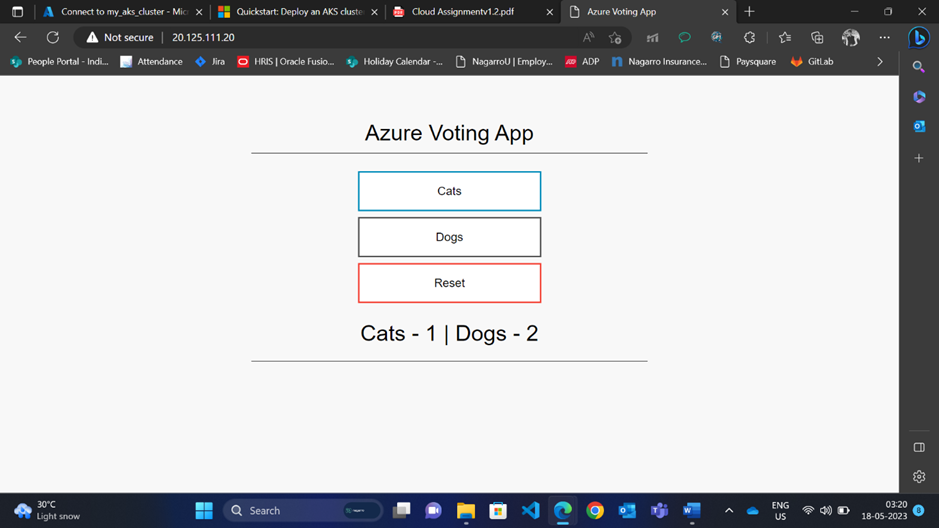 Connect to my_aks_cluster - Mic
Quickstart: Deploy an AKS cluste
Cloud Assignmentv1.2.pdf
Azure Voting App
Not secure
20.125.111.20
People Portal - Indi...
Attendance
Jira
HRIS | Oracle Fusio...
Holiday Calendar -...
NagarroU | Employ...
ADP
Nagarro Insurance...
Paysquare
GitLab
Azure Voting App
Cats
Dogs
Reset
Cats - 1 | Dogs - 2
30°C
Light snow
Search
ENG
US
03:20
18-05-2023